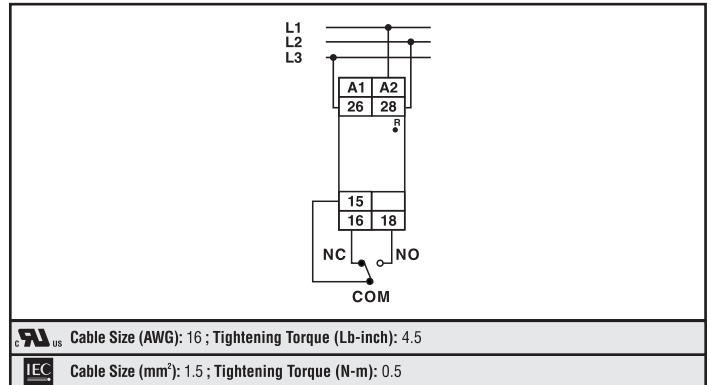 L1
L2
L3
A1 A2
26 28
R
15
16 18
NC NO
COM
c RU us Cable Size (AWG): 16 ; Tightening Torque (Lb-inch): 4.5
IEC Cable Size (mm²): 1.5 ; Tightening Torque (N-m): 0.5